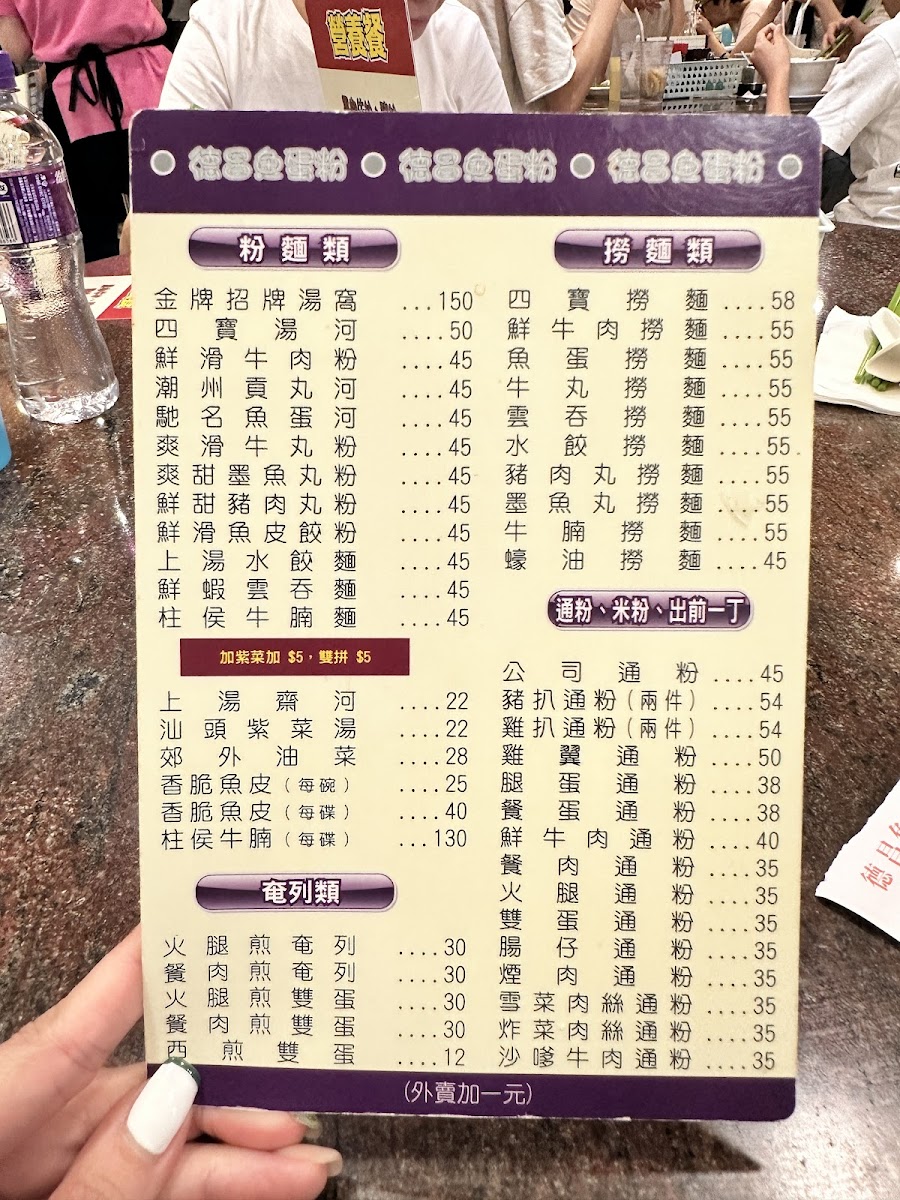 營養餐
德昌魚蛋粉 德昌魚蛋粉 德昌魚蛋粉
粉麵類
金牌招牌湯窩 ...150
四寶湯河 ....50
鮮滑牛肉粉 ....45
潮州貢丸河 ....45
馳名魚蛋河 ....45
爽滑牛丸粉 ....45
爽甜墨魚丸粉 ....45
鮮甜豬肉丸粉 ....45
鮮滑魚皮餃粉 ....45
上湯水餃麵 ....45
鮮蝦雲吞麵 ....45
柱侯牛腩麵 ....45
加紫菜加 $5，雙拼 $5
上湯齋河 ....22
汕頭紫菜湯 ....22
郊外油菜 ....28
香脆魚皮（每碗） ....25
香脆魚皮（每碟） ....40
柱侯牛腩（每碟） ...130
奄列類
火腿煎奄列 ....30
餐肉煎奄列 ....30
火腿煎雙蛋 ....30
餐肉煎雙蛋 ....30
西煎雙蛋 ....12
撈麵類
四寶撈麵 ....58
鮮牛肉撈麵 ....55
魚蛋撈麵 ....55
牛丸撈麵 ....55
雲吞撈麵 ....55
水餃撈麵 ....55
豬肉丸撈麵 ....55
墨魚丸撈麵 ....55
牛腩撈麵 ....55
蠔油撈麵 ....45
通粉、米粉、出前一丁
公司通粉 ....45
豬扒通粉（兩件） ....54
雞扒通粉（兩件） ....54
雞翼通粉 ....50
腿蛋通粉 ....38
餐蛋通粉 ....38
鮮牛肉通粉 ....40
餐肉通粉 ....35
火腿通粉 ....35
雙蛋通粉 ....35
腸仔通粉 ....35
煙肉通粉 ....35
雪菜肉絲通粉 ....35
炸菜肉絲通粉 ....35
沙嗲牛肉通粉 ....35
(外賣加一元)
德昌